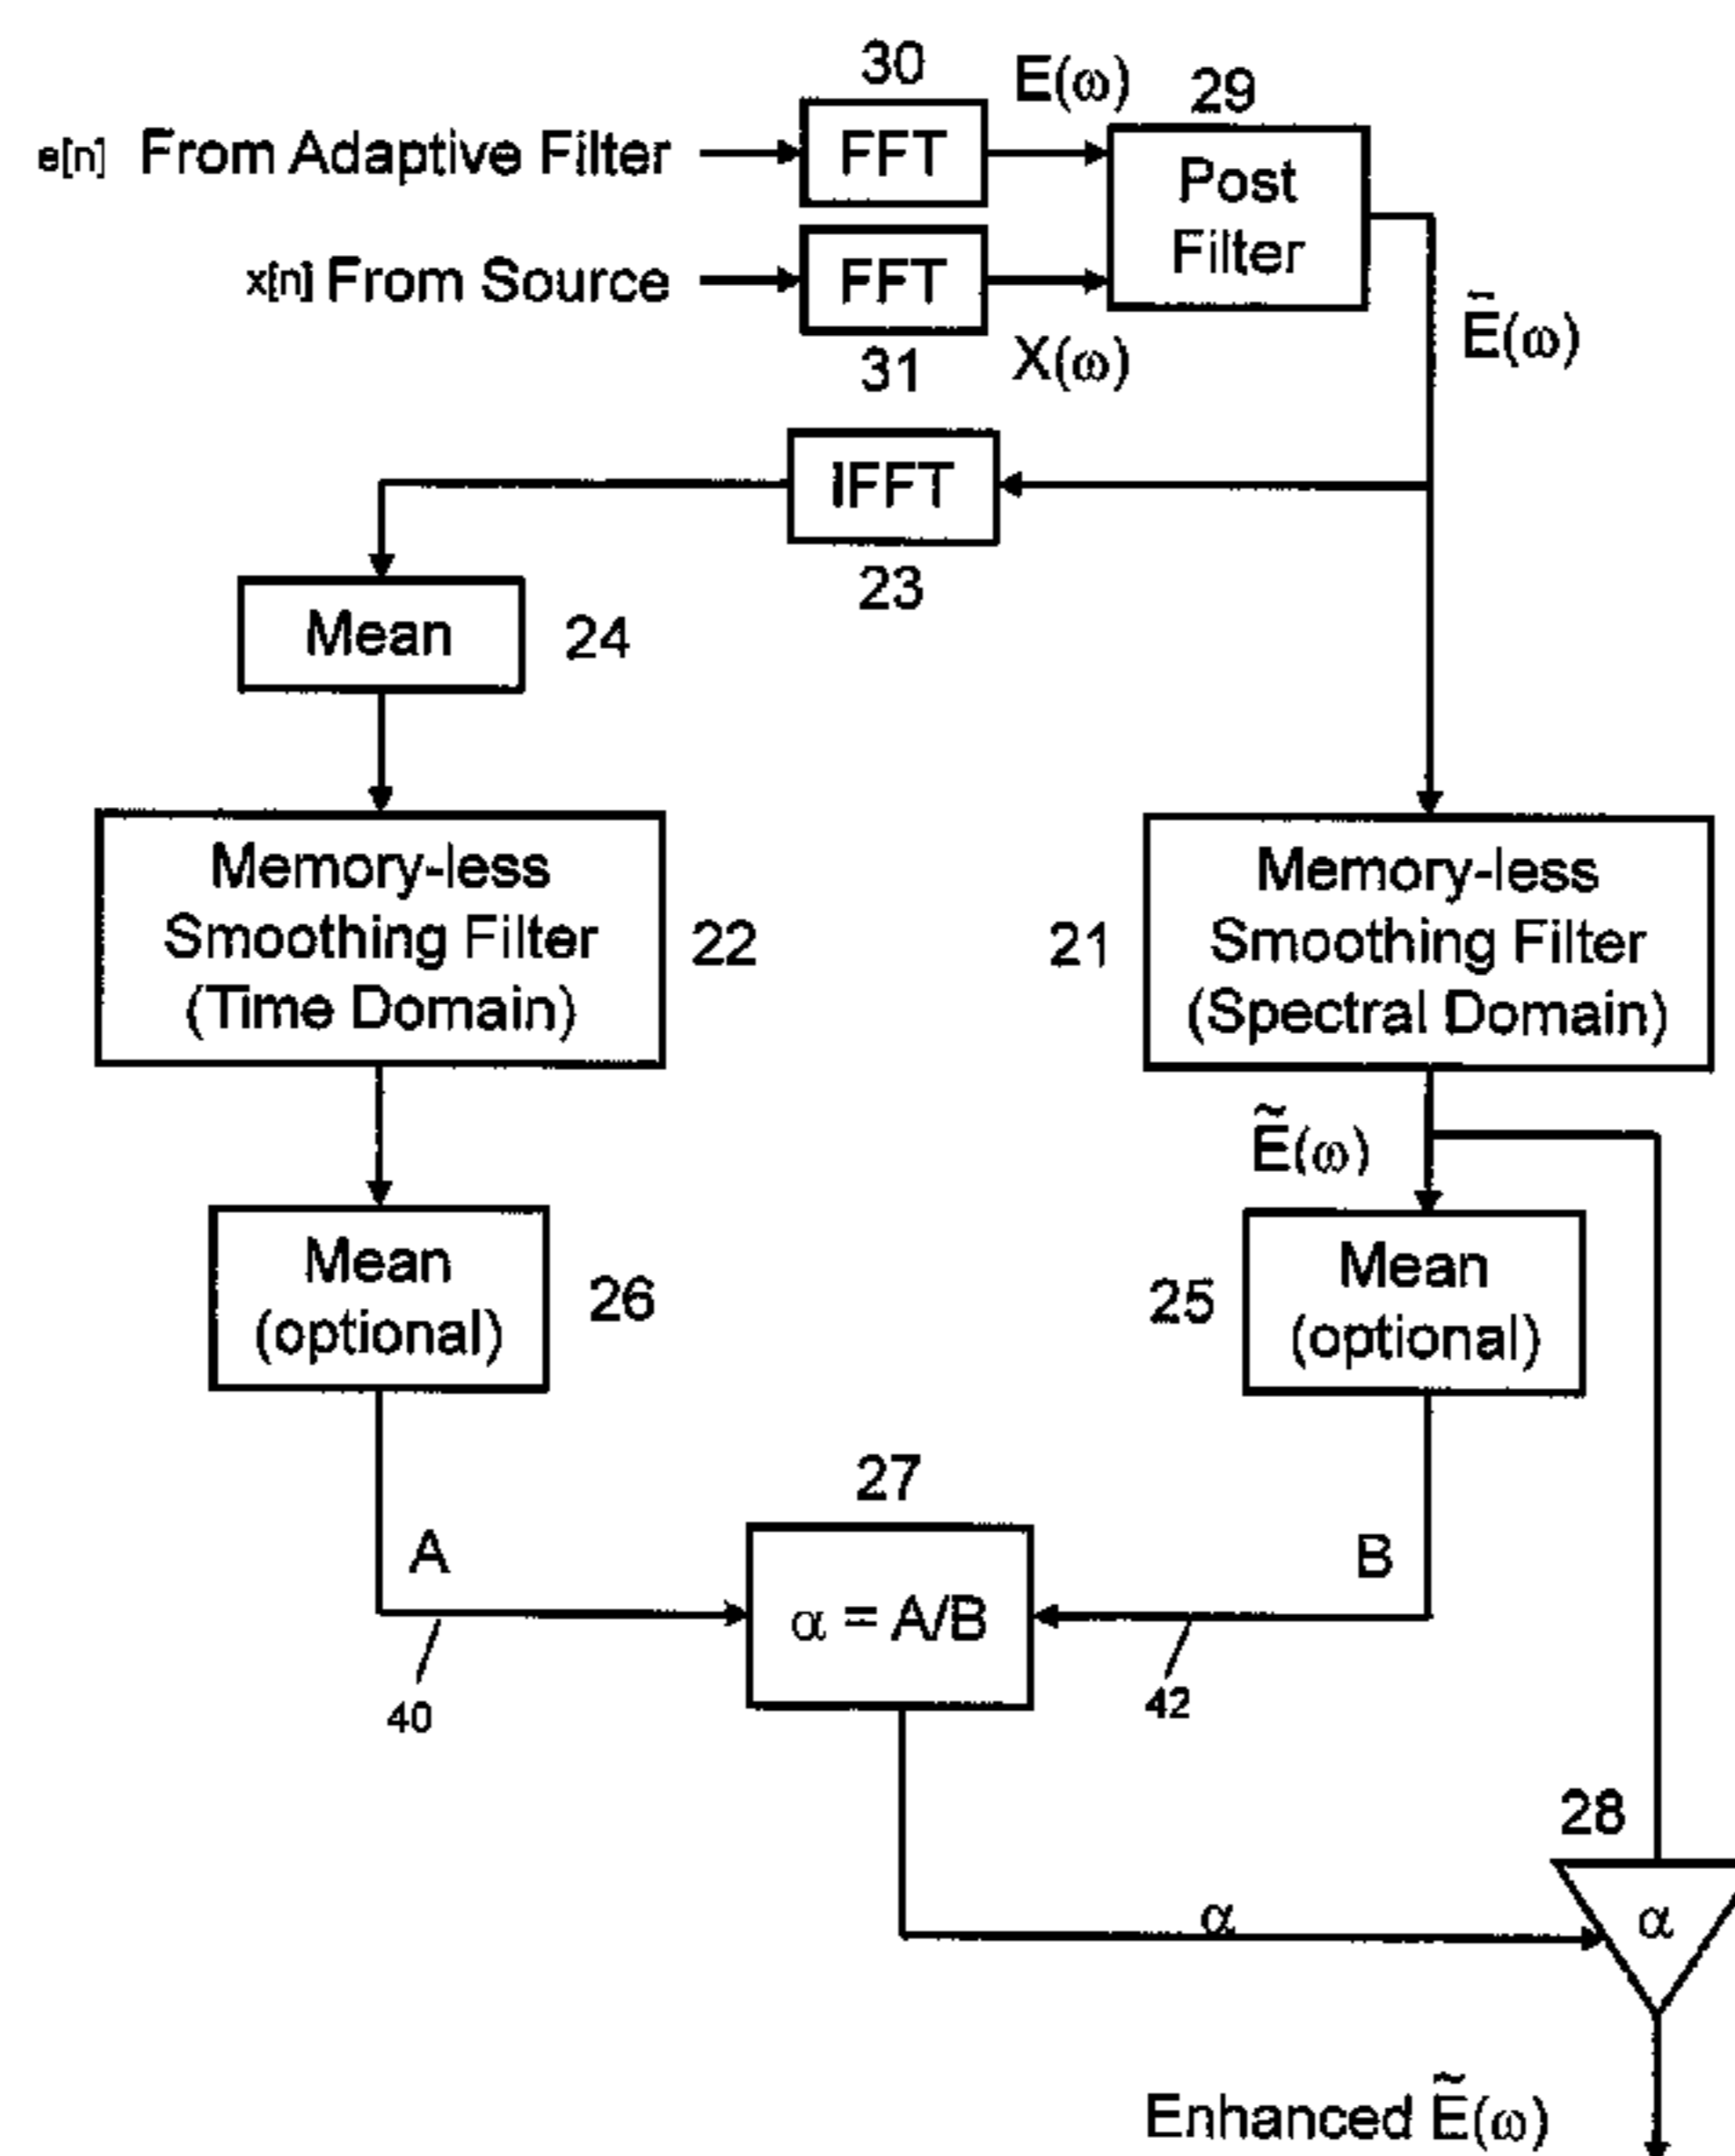 30
E(ω)
29
e[n] From Adaptive Filter
FFT
Post
Filter
x[n] From Source
FFT
31
X(ω)
Ẽ(ω)
IFFT
23
Mean
24
Memory-less
Smoothing Filter
(Time Domain)
22
21
Memory-less
Smoothing Filter
(Spectral Domain)
Ẽ(ω)
Mean
(optional)
26
25
Mean
(optional)
27
A
B
α = A/B
40
42
28
α
α
Enhanced Ẽ(ω)